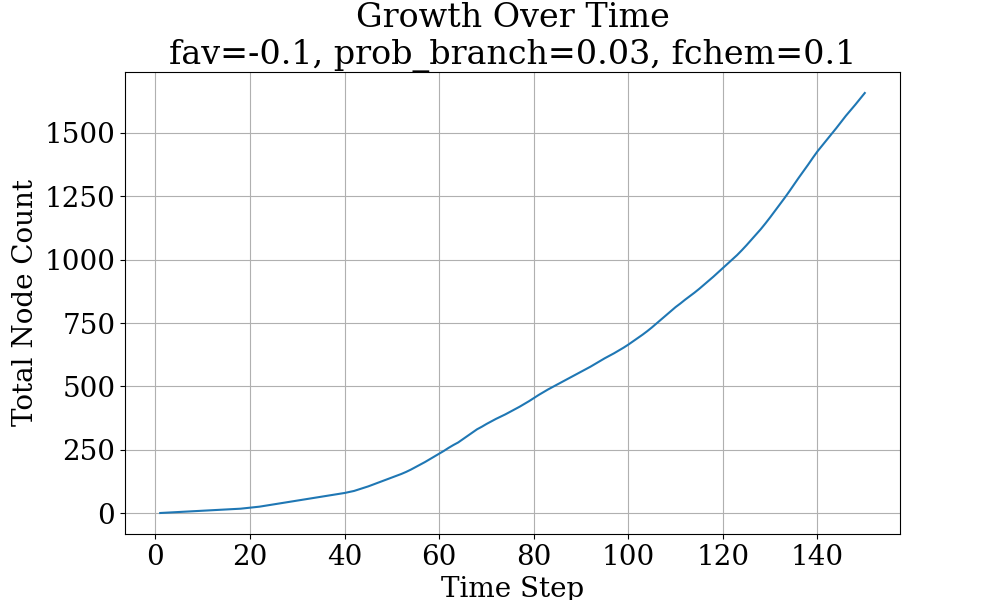 Growth Over Time
fav=-0.1, prob_branch=0.03, fchem=0.1
Total Node Count
1500
1250
1000
750
500
250
0
0 20 40 60 80 100 120 140
Time Step